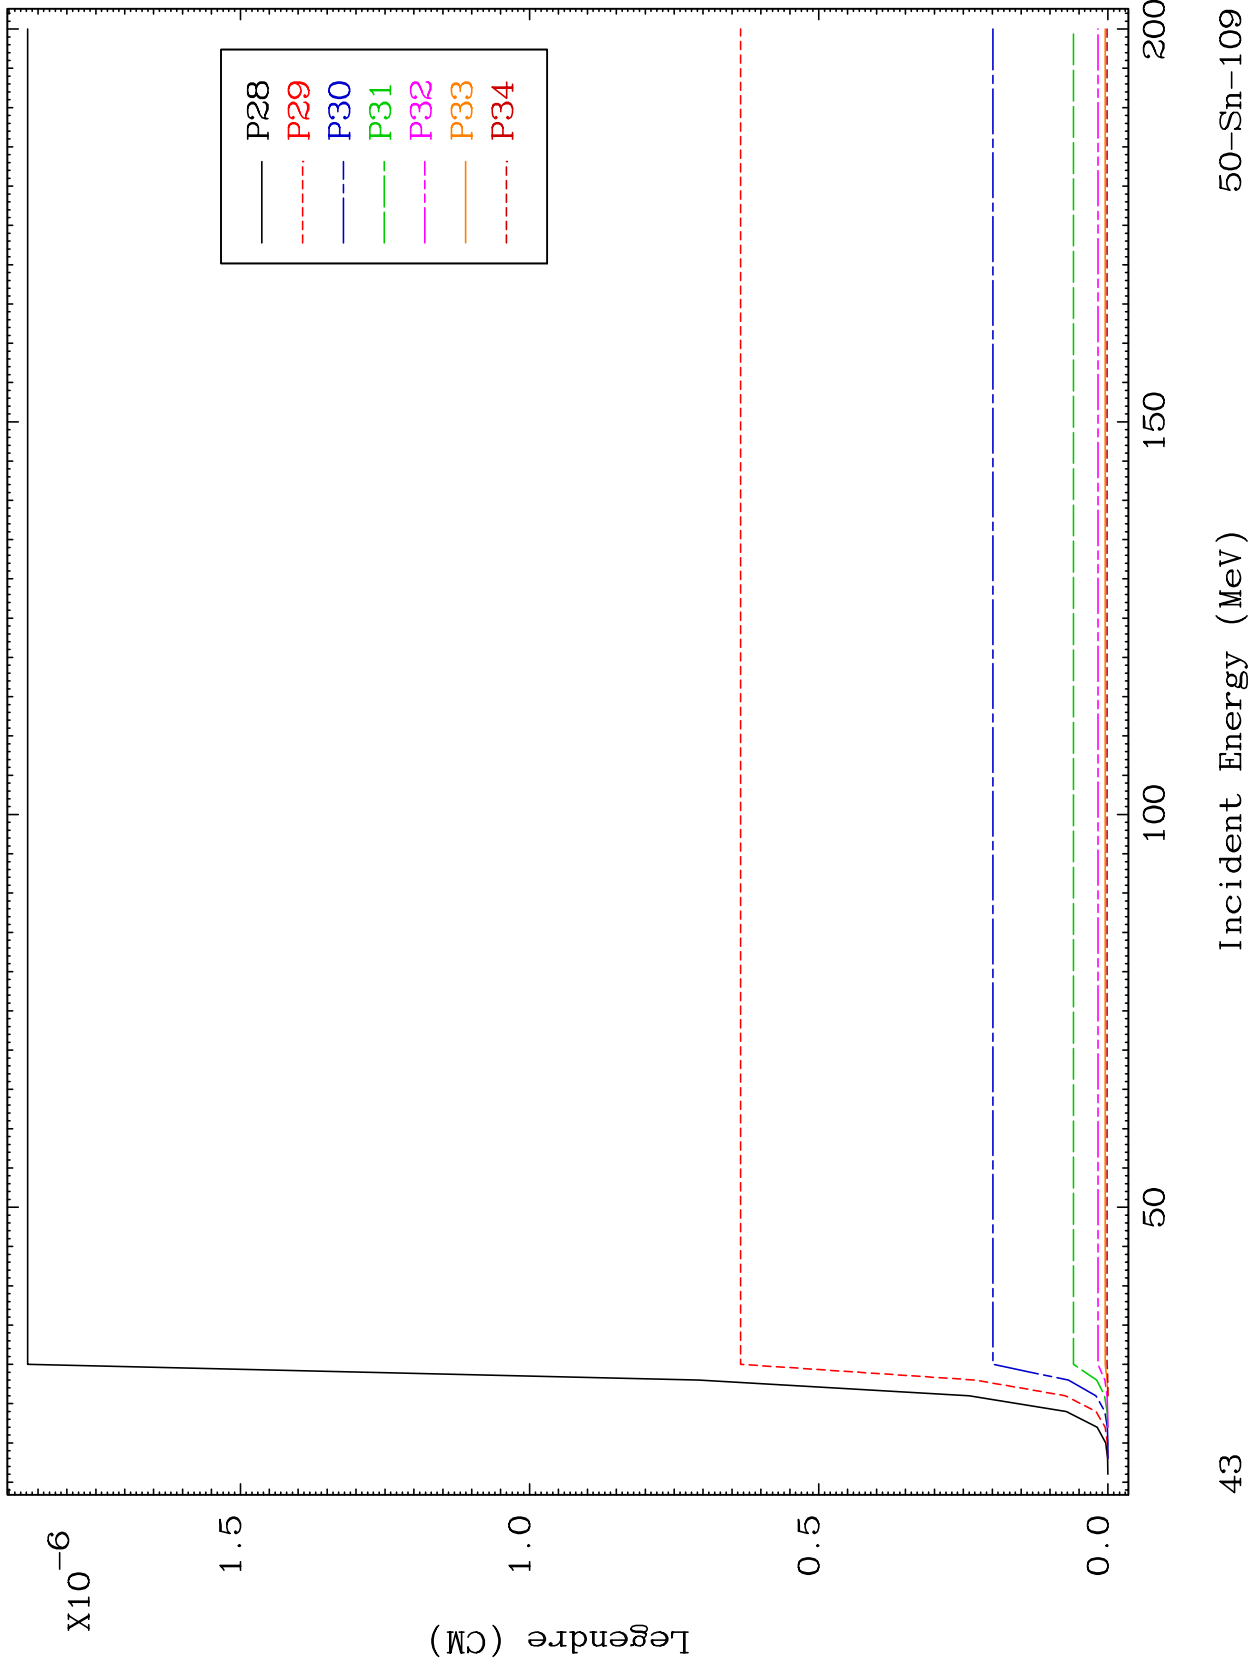 X10-6
1.5
1.0
0.5
0.0
Legendre (CM)
P28
P29
P30
P31
P32
P33
P34
50
100
150
200
Incident Energy (MeV)
43
50-Sn-109